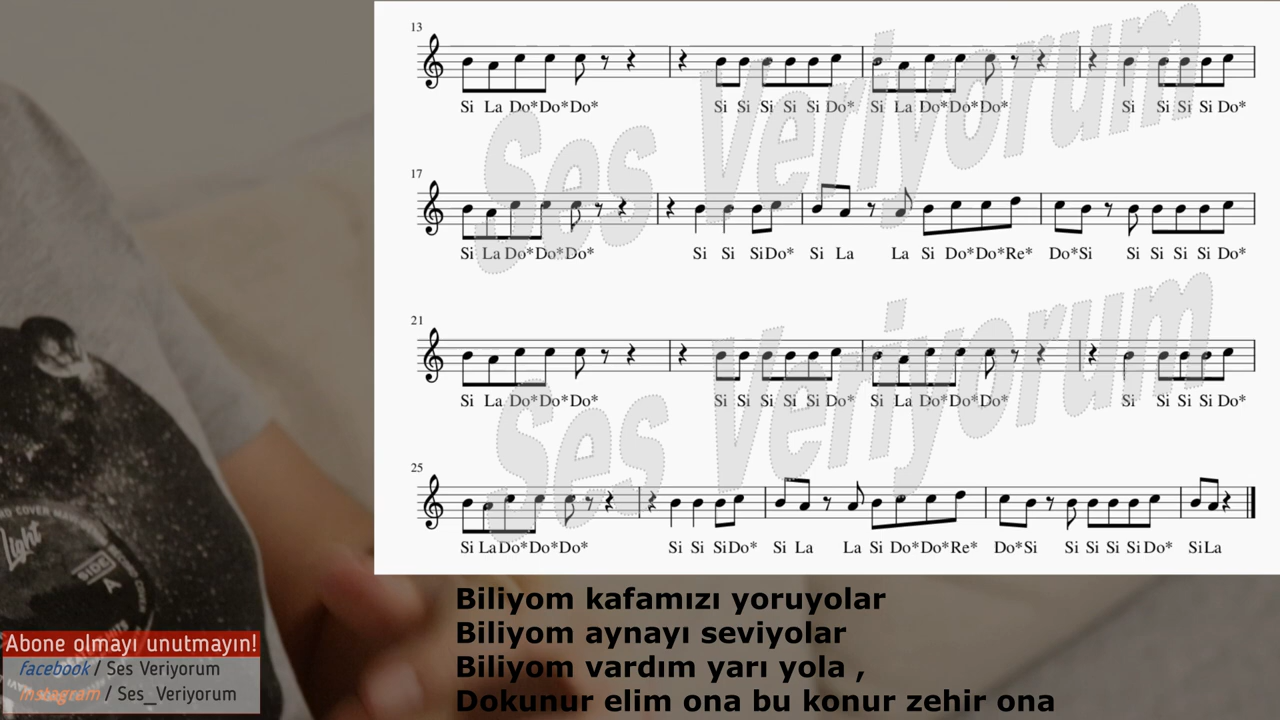 13
Si La Do* Do* Do* Si Si Si Si Si Do* Si La Do* Do* Do* Si Si Si Si Do*
17
Si La Do* Do* Do* Si Si Si Do* Si La La Si Do* Do* Re* Do* Si Si Si Si Si Do*
21
Si La Do* Do* Do* Si Si Si Si Si Do* Si La Do* Do* Do* Si Si Si Si Do*
25
Si La Do* Do* Do* Si Si Si Do* Si La La Si Do* Do* Re* Do* Si Si Si Si Si Do* Si La
Ses Veriyorum
Ses Veriyorum
Light
SIDE
A
Biliyom kafamızı yoruyolar
Biliyom aynayı seviyolar
Biliyom vardım yarı yola ,
Dokunur elim ona bu konur zehir ona
Abone olmayı unutmayın!
facebook / Ses Veriyorum
instagram / Ses_Veriyorum